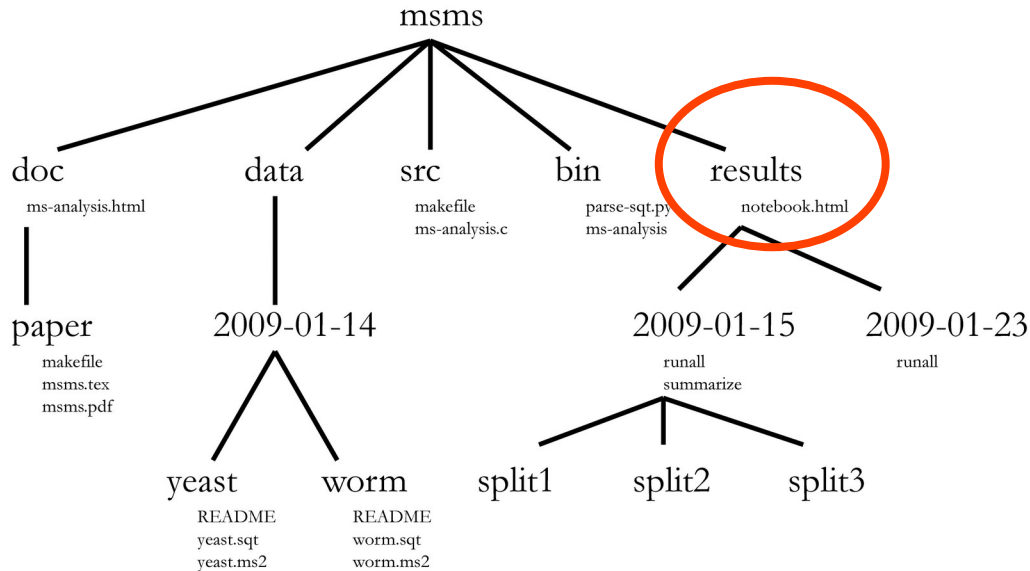 msms
doc
data
src
bin
results
ms-analysis.html
makefile
ms-analysis.c
parse-sqt.py
ms-analysis
notebook.html
paper
makefile
msms.tex
msms.pdf
2009-01-14
2009-01-15
runall
summarize
2009-01-23
runall
yeast
README
yeast.sqt
yeast.ms2
worm
README
worm.sqt
worm.ms2
split1
split2
split3